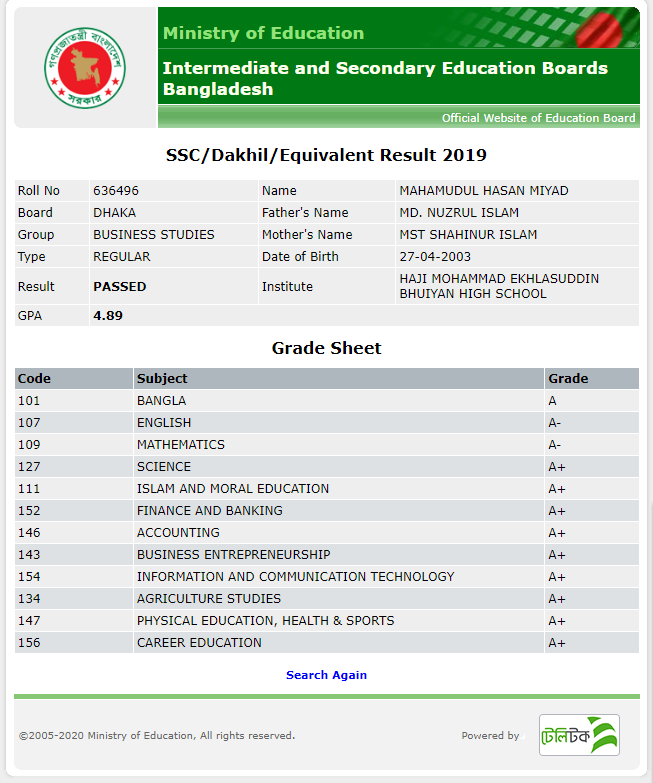 গণপ্রজাতন্ত্রী বাংলাদেশ
সরকার
Ministry of Education
Intermediate and Secondary Education Boards
Bangladesh
Official Website of Education Board
SSC/Dakhil/Equivalent Result 2019
Roll No 636496 Name MAHAMUDUL HASAN MIYAD
Board DHAKA Father's Name MD. NUZRUL ISLAM
Group BUSINESS STUDIES Mother's Name MST SHAHINUR ISLAM
Type REGULAR Date of Birth 27-04-2003
Result PASSED Institute HAJI MOHAMMAD EKHLASUDDIN
BHUIYAN HIGH SCHOOL
GPA 4.89
Grade Sheet
Code Subject Grade
101 BANGLA A
107 ENGLISH A-
109 MATHEMATICS A-
127 SCIENCE A+
111 ISLAM AND MORAL EDUCATION A+
152 FINANCE AND BANKING A+
146 ACCOUNTING A+
143 BUSINESS ENTREPRENEURSHIP A+
154 INFORMATION AND COMMUNICATION TECHNOLOGY A+
134 AGRICULTURE STUDIES A+
147 PHYSICAL EDUCATION, HEALTH & SPORTS A+
156 CAREER EDUCATION A+
Search Again
©2005-2020 Ministry of Education, All rights reserved. Powered by টেলিটক